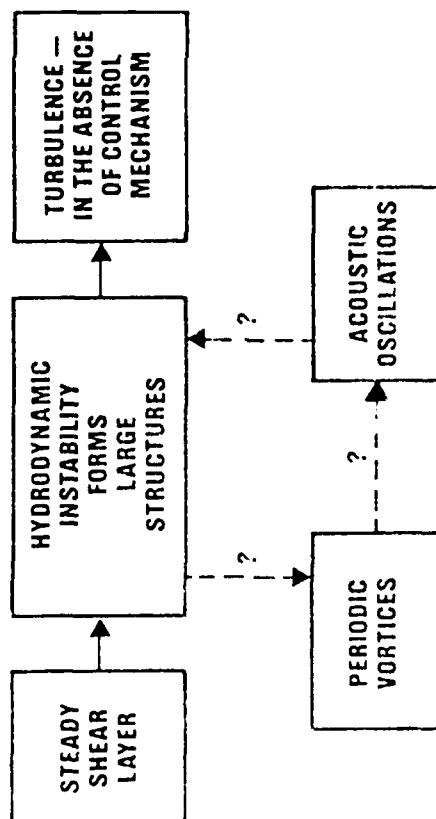 STEADY
SHEAR
LAYER
HYDRODYNAMIC
INSTABILITY
FORMS
LARGE
STRUCTURES
TURBULENCE —
IN THE ABSENCE
OF CONTROL
MECHANISM
?
?
PERIODIC
VORTICES
?
ACOUSTIC
OSCILLATIONS